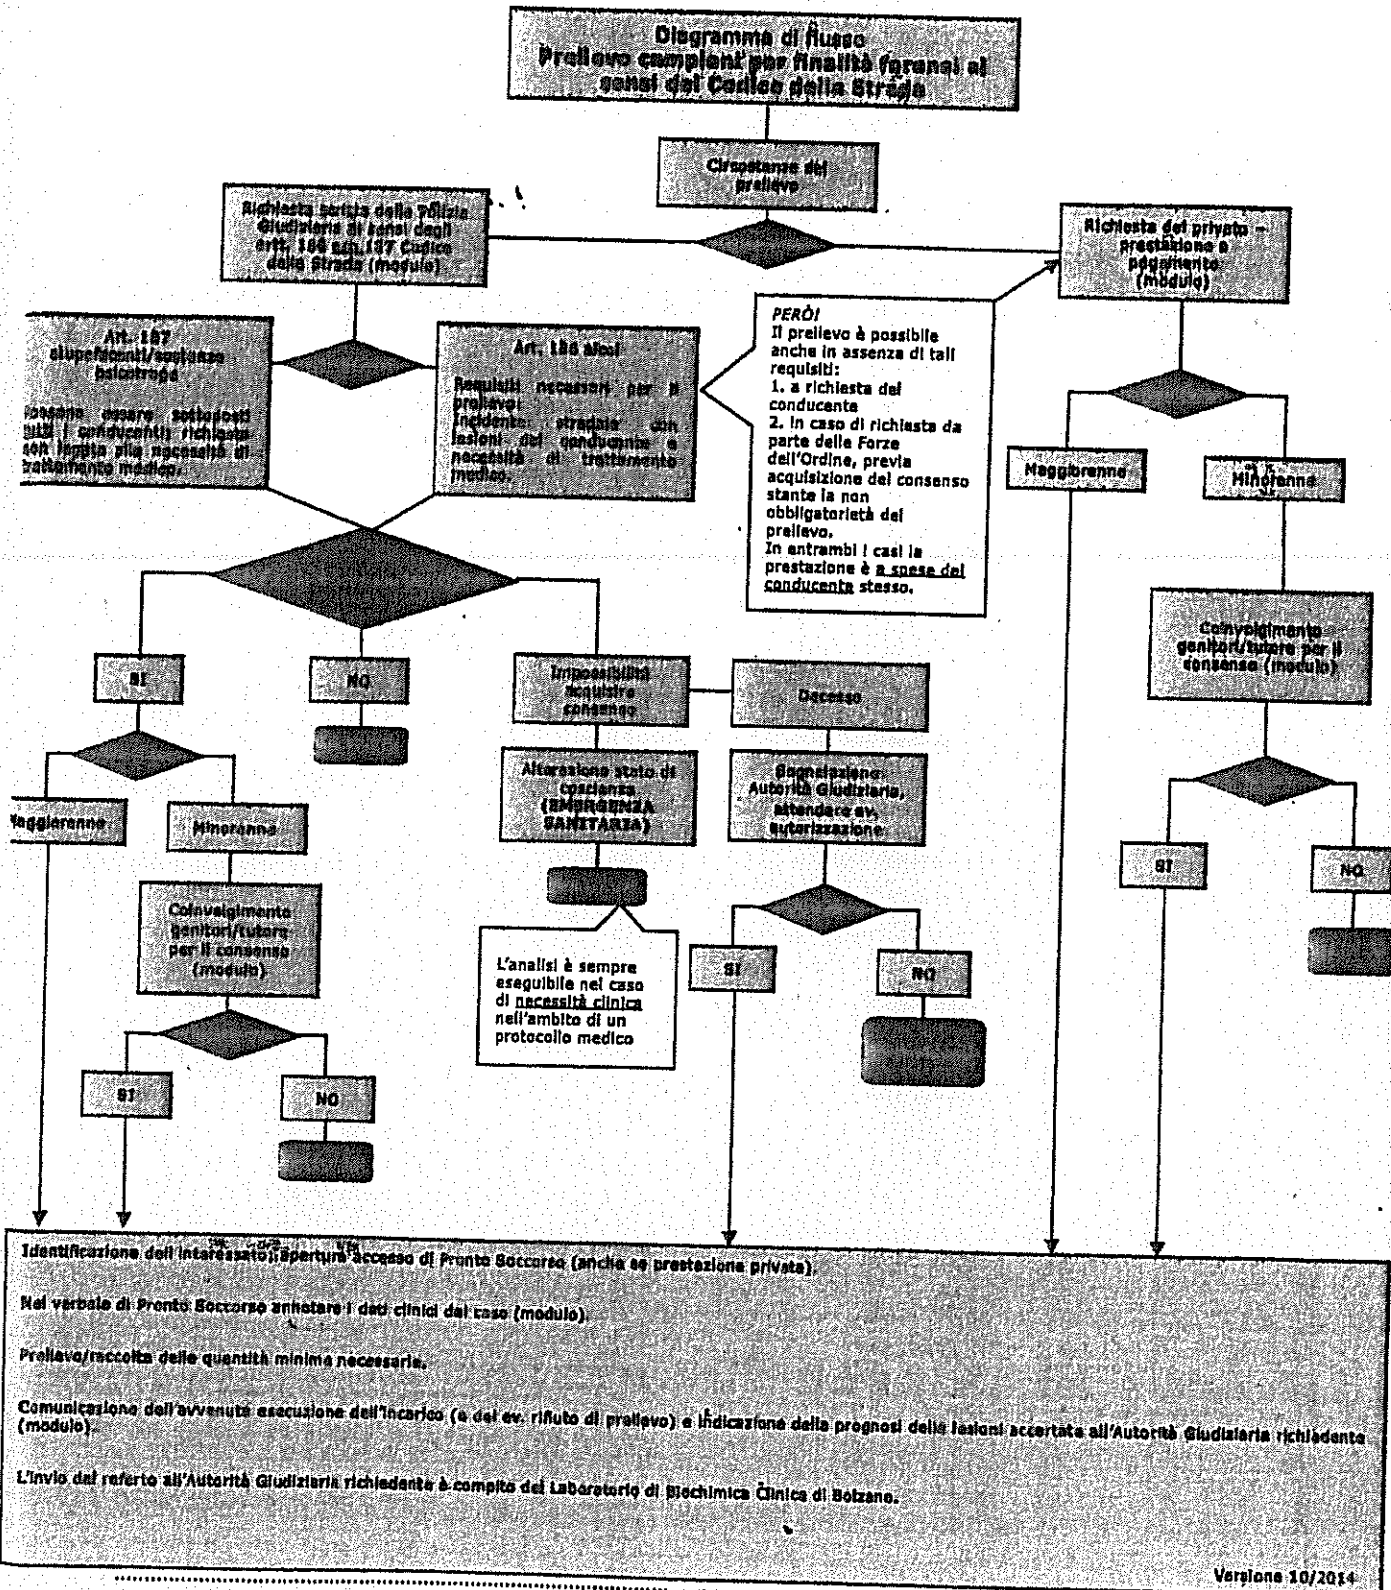 Diagramma di flusso
Prelievo campioni per finalità forensi ai
sensi del Codice della Strada
Circostanze del
prelievo
Richiesta scritta della Polizia
Giudiziaria ai sensi degli
artt. 186 e/o 187 Codice
della Strada (modulo)
Richiesta del privato –
prestazione a
pagamento
(modulo)
Art. 187
stupefacenti/sostanze
psicotrope
possono essere sottoposti
tutti i conducenti; richiesta
non legata alla necessità di
trattamento medico.
Art. 186 alcol
Requisiti necessari per il
prelievo:
Incidente stradale con
lesioni del conducente e
necessità di trattamento
medico.
PERÒ!
Il prelievo è possibile
anche in assenza di tali
requisiti:
1. a richiesta del
conducente
2. in caso di richiesta da
parte delle Forze
dell'Ordine, previa
acquisizione del consenso
stante la non
obbligatorietà del
prelievo.
In entrambi i casi la
prestazione è a spese del
conducente stesso.
Maggiorenne
Minorenne
Coinvolgimento
genitori/tutore per il
consenso (modulo)
SI
NO
Impossibilità
acquisire
consenso
Decesso
Alterazione stato di
coscienza
(EMERGENZA
SANITARIA)
Segnalazione
Autorità Giudiziaria,
attendere ev.
autorizzazione
Maggiorenne
Minorenne
SI
NO
Coinvolgimento
genitori/tutore
per il consenso
(modulo)
L'analisi è sempre
eseguibile nel caso
di necessità clinica
nell'ambito di un
protocollo medico
SI
NO
SI
NO
Identificazione dell'interessato; apertura accesso di Pronto Soccorso (anche se prestazione privata).
Nel verbale di Pronto Soccorso annotare i dati clinici del caso (modulo).
Prelievo/raccolta delle quantità minima necessarie.
Comunicazione dell'avvenuta esecuzione dell'incarico (o del ev. rifiuto di prelievo) e indicazione della prognosi delle lesioni accertate all'Autorità Giudiziaria richiedente
(modulo).
L'invio del referto all'Autorità Giudiziaria richiedente è compito del Laboratorio di Biochimica Clinica di Bolzano.
Versione 10/2014